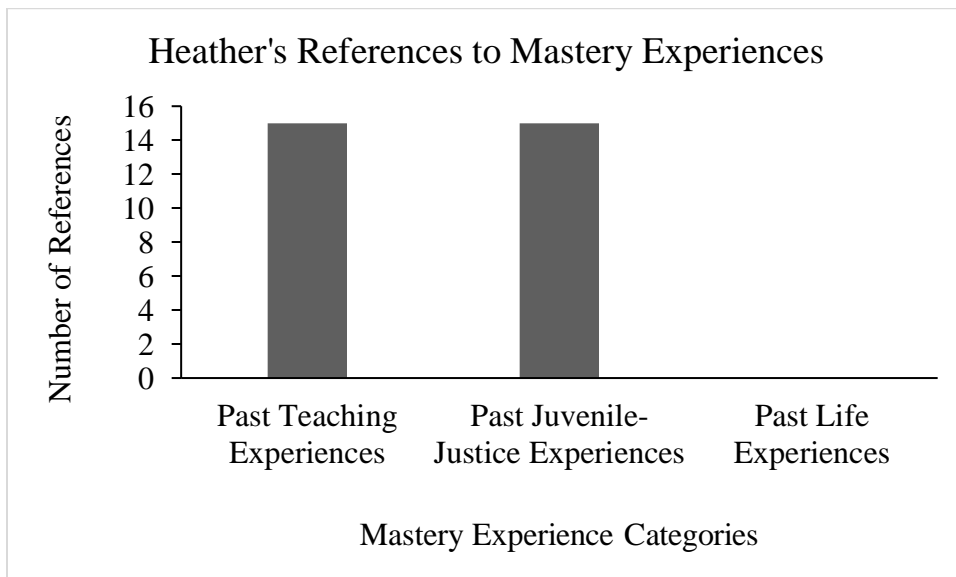 Heather's References to Mastery Experiences
Number of References
16
14
12
10
8
6
4
2
0
Past Teaching
Experiences
Past Juvenile-
Justice Experiences
Past Life
Experiences
Mastery Experience Categories